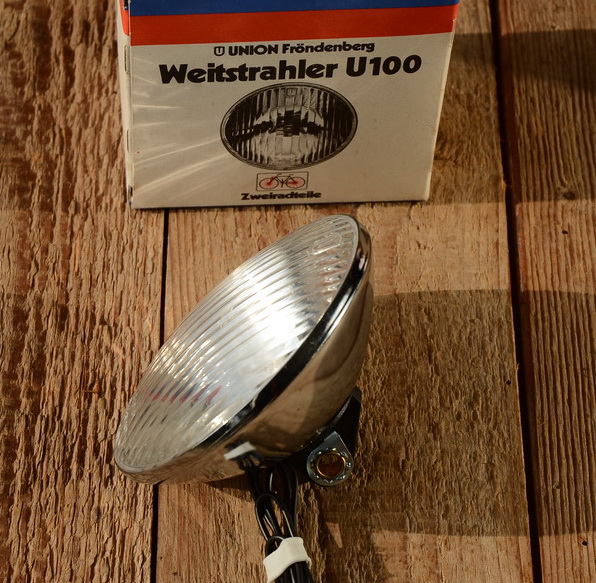 U UNION Fröndenberg
Weitstrahler U100
Zweiradteile